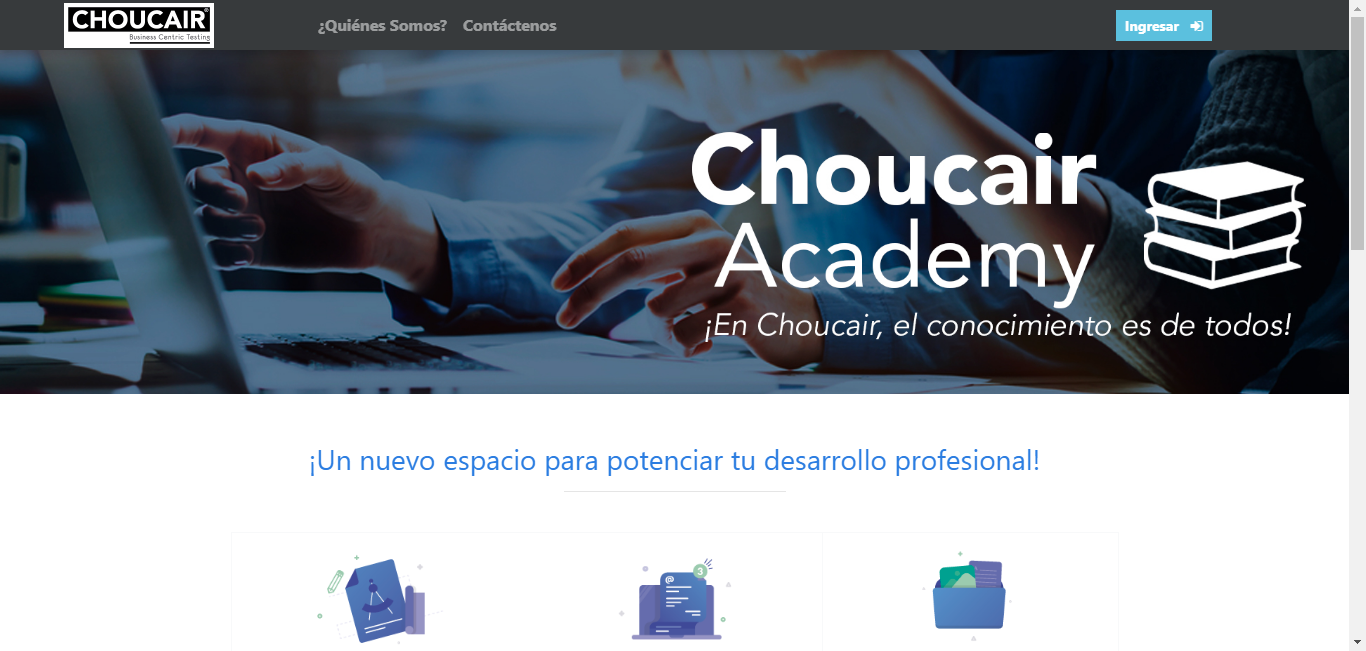 CHOUCAIR®
Business Centric Testing
¿Quiénes Somos?
Contáctenos
Ingresar
Choucair
Academy
¡En Choucair, el conocimiento es de todos!
¡Un nuevo espacio para potenciar tu desarrollo profesional!
@
3